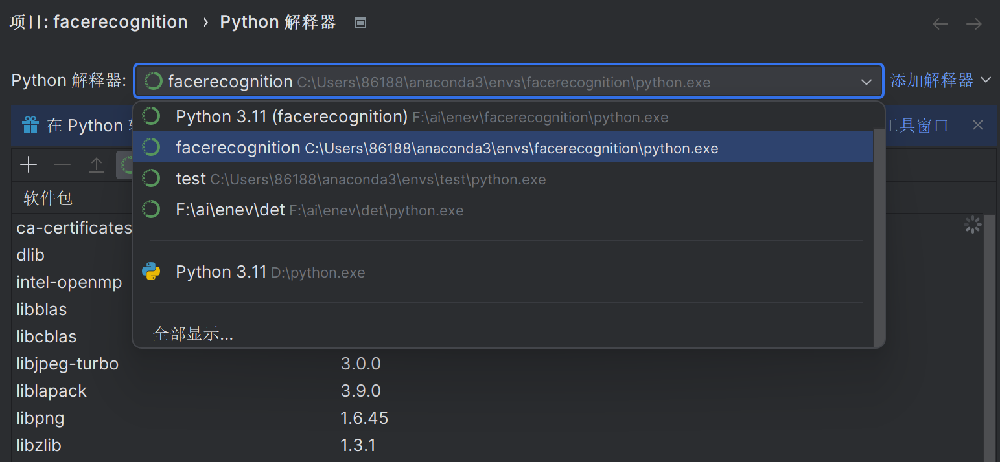 项目: facerecognition › Python 解释器
Python 解释器: facerecognition C:\Users\86188\anaconda3\envs\facerecognition\python.exe 添加解释器
Python 3.11 (facerecognition) F:\ai\enev\facerecognition\python.exe
在 Python 工具窗口
facerecognition C:\Users\86188\anaconda3\envs\facerecognition\python.exe
test C:\Users\86188\anaconda3\envs\test\python.exe
软件包
F:\ai\enev\det F:\ai\enev\det\python.exe
ca-certificates
dlib
Python 3.11 D:\python.exe
intel-openmp
libblas
libcblas
全部显示...
libjpeg-turbo 3.0.0
liblapack 3.9.0
libpng 1.6.45
libzlib 1.3.1